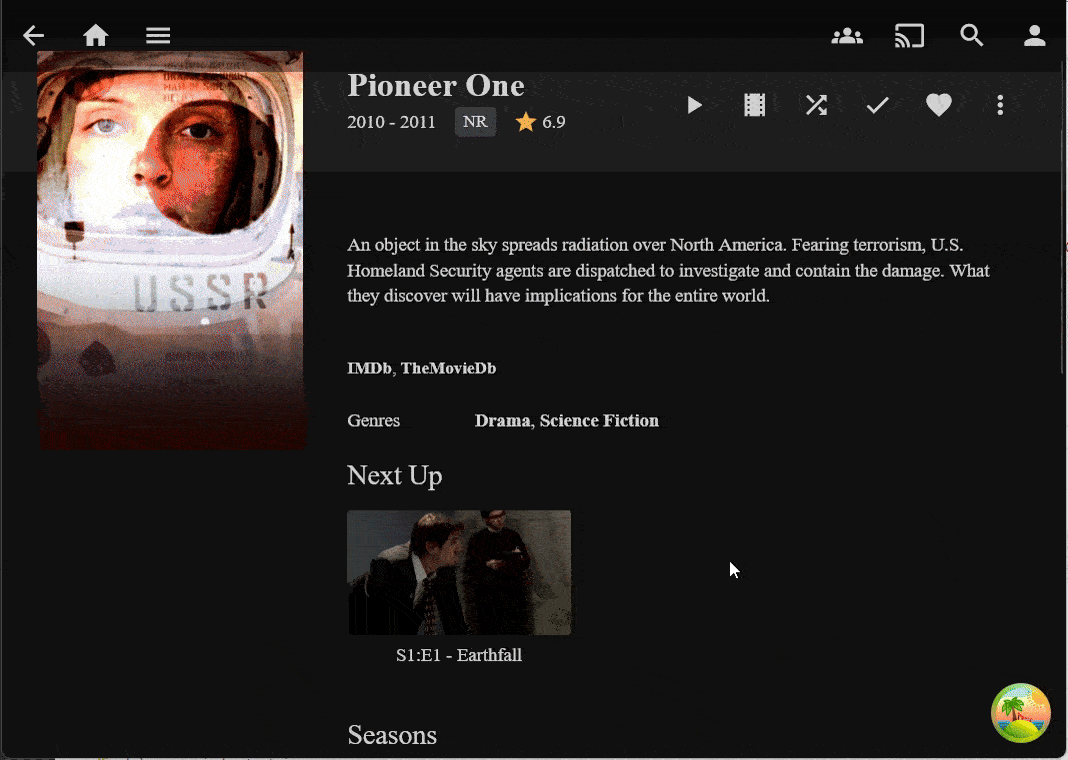 Pioneer One
2010 - 2011 NR 6.9
USSR
An object in the sky spreads radiation over North America. Fearing terrorism, U.S.
Homeland Security agents are dispatched to investigate and contain the damage. What
they discover will have implications for the entire world.
IMDb, TheMovieDb
Genres Drama, Science Fiction
Next Up
S1:E1 - Earthfall
Seasons